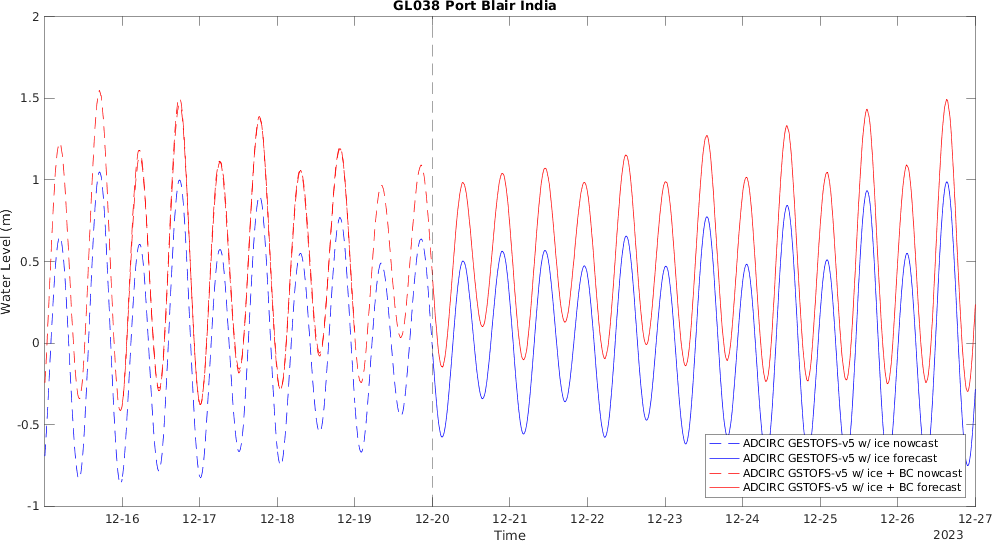 GL038 Port Blair India
Water Level (m)
2
1.5
1
0.5
0
-0.5
-1
12-16
12-17
12-18
12-19
12-20
12-21
12-22
12-23
12-24
12-25
12-26
12-27
Time
2023
ADCIRC GESTOFS-v5 w/ ice nowcast
ADCIRC GESTOFS-v5 w/ ice forecast
ADCIRC GSTOFS-v5 w/ ice + BC nowcast
ADCIRC GSTOFS-v5 w/ ice + BC forecast